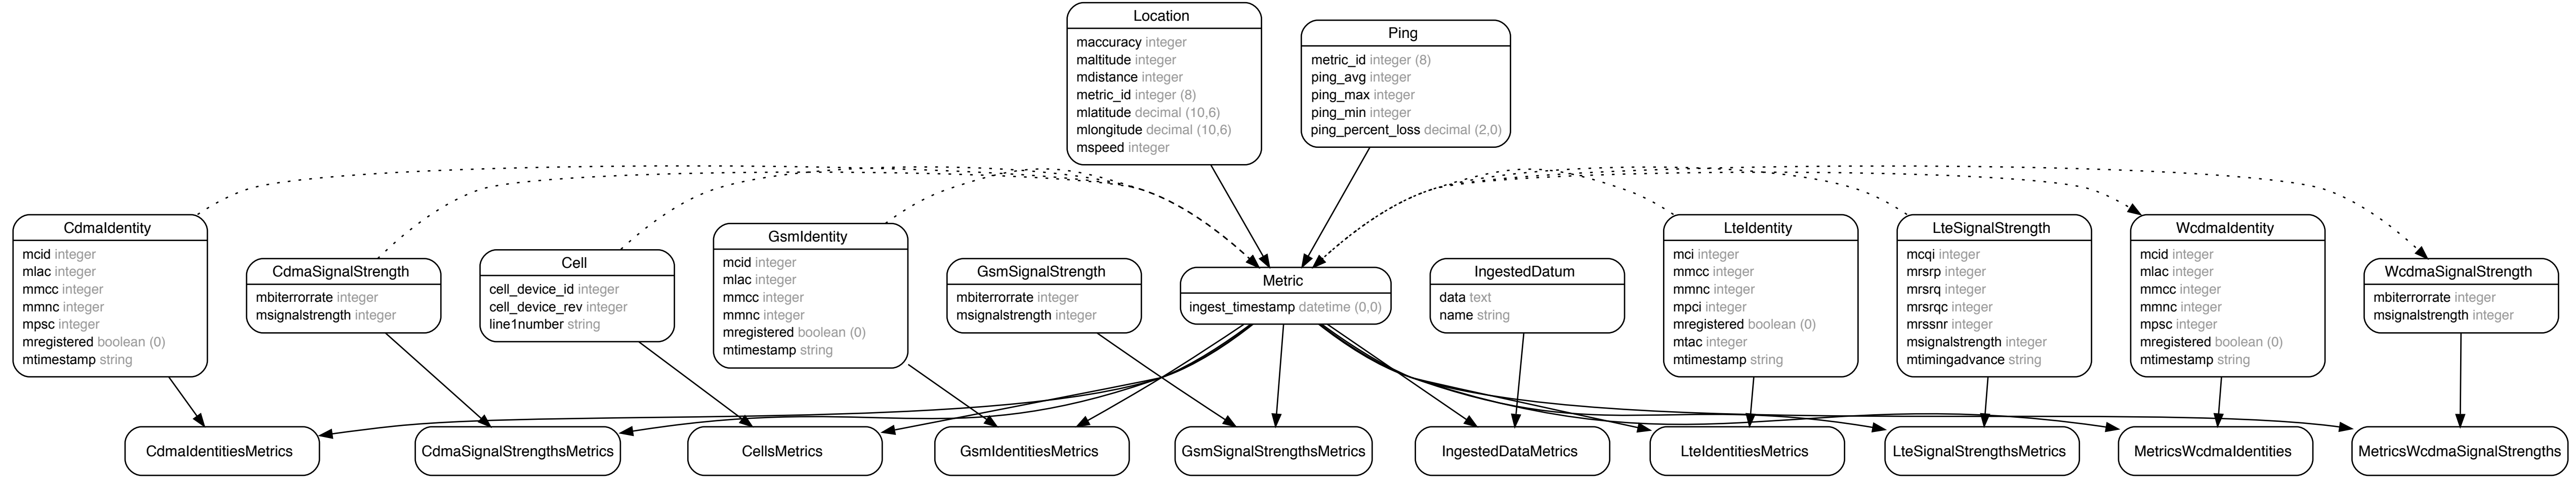 Location
maccuracy integer
maltitude integer
mdistance integer
metric_id integer (8)
mlatitude decimal (10,6)
mlongitude decimal (10,6)
mspeed integer
Ping
metric_id integer (8)
ping_avg integer
ping_max integer
ping_min integer
ping_percent_loss decimal (2,0)
CdmaIdentity
mcid integer
mlac integer
mmcc integer
mmnc integer
mpsc integer
mregistered boolean (0)
mtimestamp string
CdmaSignalStrength
mbiterrorrate integer
msignalstrength integer
Cell
cell_device_id integer
cell_device_rev integer
line1number string
GsmIdentity
mcid integer
mlac integer
mmcc integer
mmnc integer
mregistered boolean (0)
mtimestamp string
GsmSignalStrength
mbiterrorrate integer
msignalstrength integer
Metric
ingest_timestamp datetime (0,0)
IngestedDatum
data text
name string
LteIdentity
mci integer
mmcc integer
mmnc integer
mpci integer
mregistered boolean (0)
mtac integer
mtimestamp string
LteSignalStrength
mcqi integer
mrsrp integer
mrsrq integer
mrsrqc integer
mrssnr integer
msignalstrength integer
mtimingadvance string
WcdmaIdentity
mcid integer
mlac integer
mmcc integer
mmnc integer
mpsc integer
mregistered boolean (0)
mtimestamp string
WcdmaSignalStrength
mbiterrorrate integer
msignalstrength integer
CdmaIdentitiesMetrics
CdmaSignalStrengthsMetrics
CellsMetrics
GsmIdentitiesMetrics
GsmSignalStrengthsMetrics
IngestedDataMetrics
LteIdentitiesMetrics
LteSignalStrengthsMetrics
MetricsWcdmaIdentities
MetricsWcdmaSignalStrengths